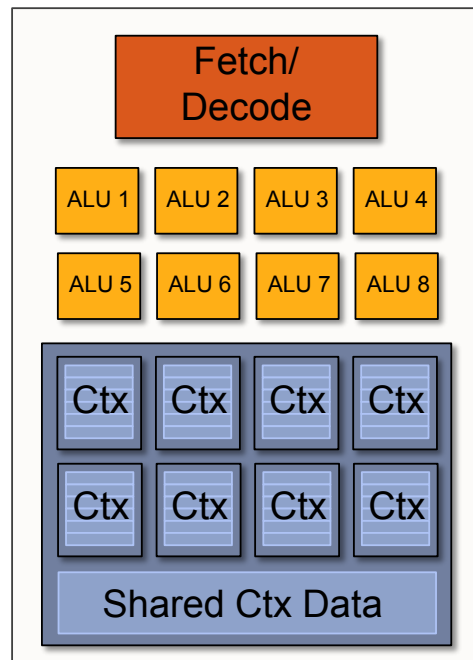 Fetch/
Decode
ALU 1 ALU 2 ALU 3 ALU 4
ALU 5 ALU 6 ALU 7 ALU 8
Ctx Ctx Ctx Ctx
Ctx Ctx Ctx Ctx
Shared Ctx Data